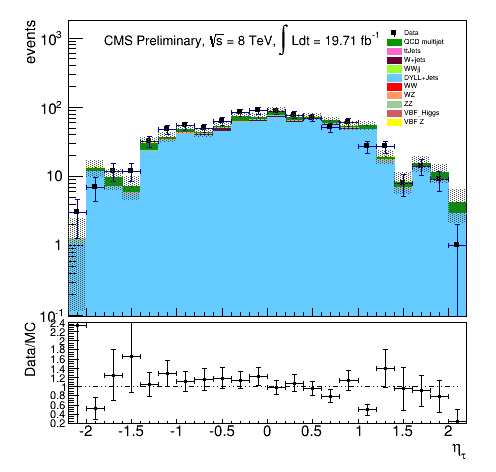 events
CMS Preliminary, √s = 8 TeV, ∫ Ldt = 19.71 fb⁻¹
Data
QCD multijet
ttJets
W+jets
WWjj
DYLL+Jets
WW
WZ
ZZ
VBF_Higgs
VBF Z
10³
10²
10
1
10⁻¹
Data/MC
2.4
2.2
2
1.8
1.6
1.4
1.2
1
0.8
0.6
0.4
0.2
-2 -1.5 -1 -0.5 0 0.5 1 1.5 2
η_τ